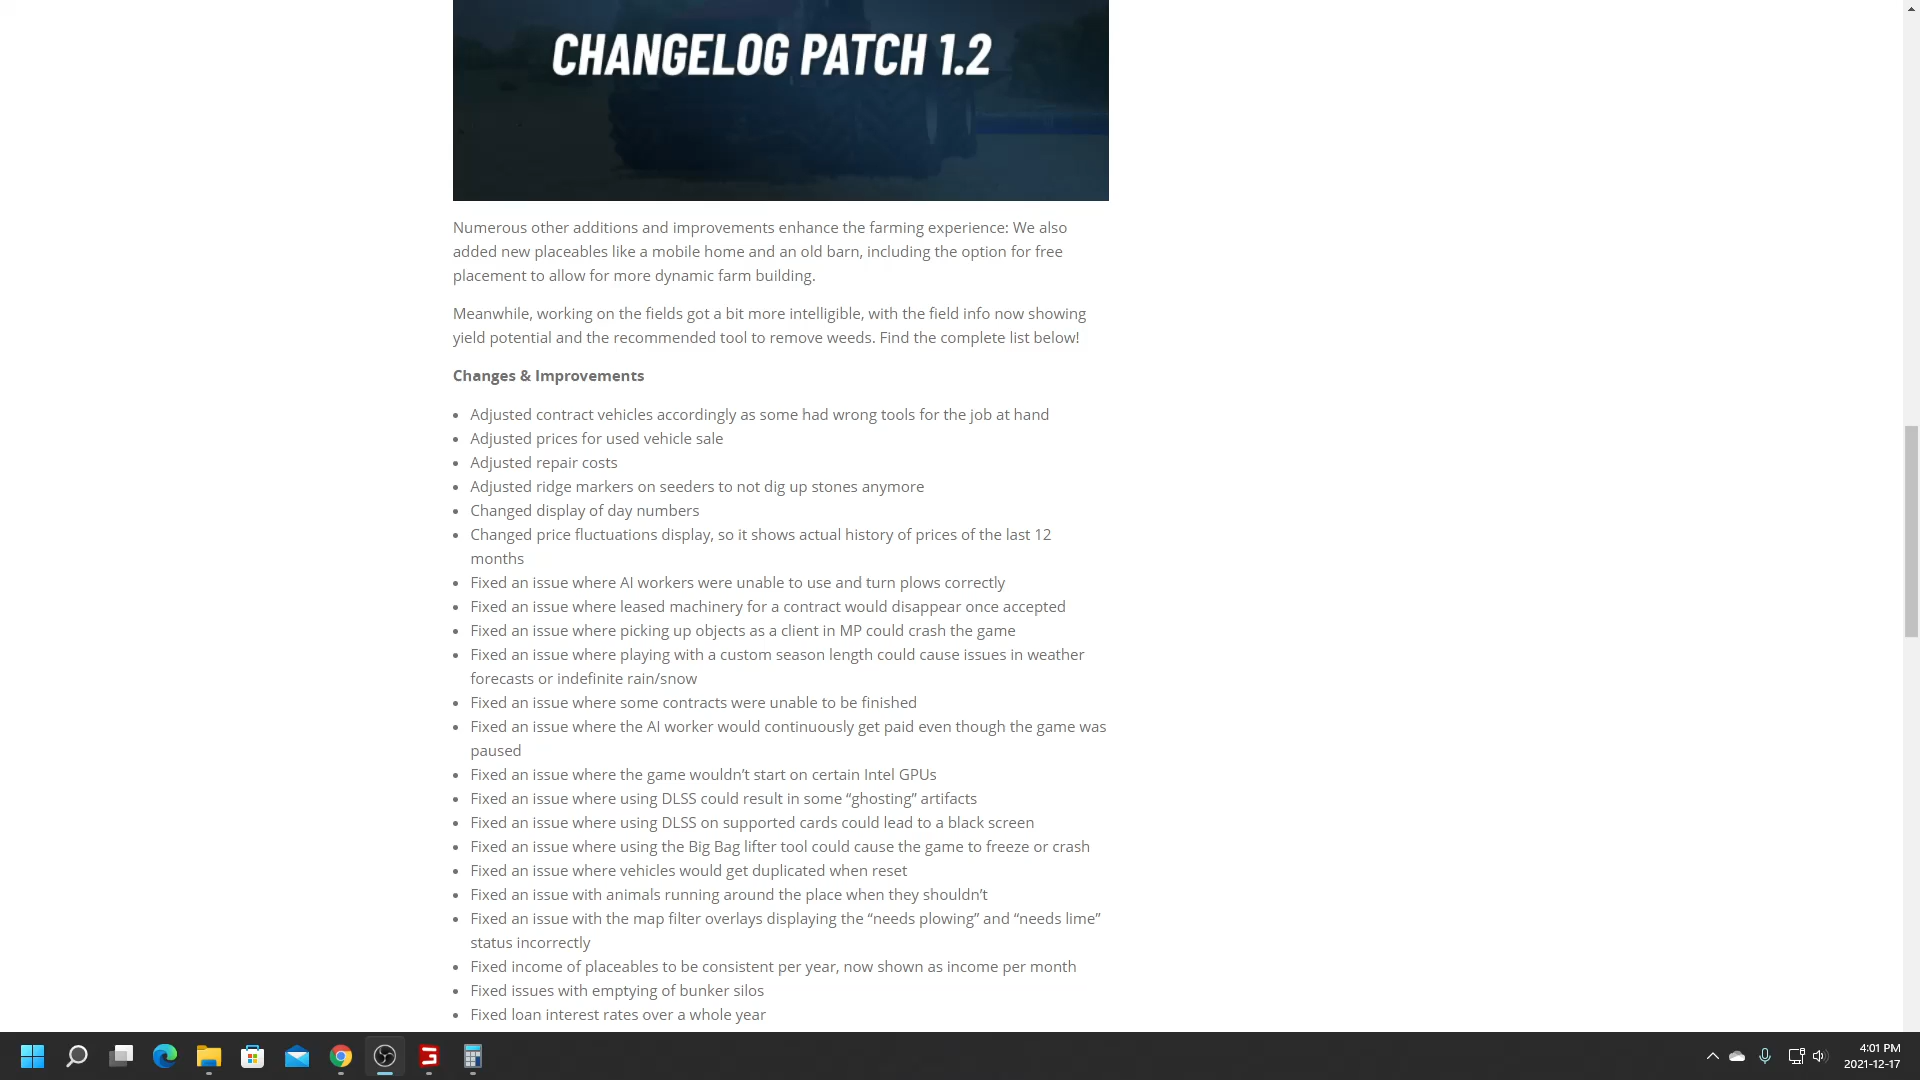 CHANGELOG PATCH 1.2
Numerous other additions and improvements enhance the farming experience: We also
added new placeables like a mobile home and an old barn, including the option for free
placement to allow for more dynamic farm building.
Meanwhile, working on the fields got a bit more intelligible, with the field info now showing
yield potential and the recommended tool to remove weeds. Find the complete list below!
Changes & Improvements
• Adjusted contract vehicles accordingly as some had wrong tools for the job at hand
• Adjusted prices for used vehicle sale
• Adjusted repair costs
• Adjusted ridge markers on seeders to not dig up stones anymore
• Changed display of day numbers
• Changed price fluctuations display, so it shows actual history of prices of the last 12
months
• Fixed an issue where AI workers were unable to use and turn plows correctly
• Fixed an issue where leased machinery for a contract would disappear once accepted
• Fixed an issue where picking up objects as a client in MP could crash the game
• Fixed an issue where playing with a custom season length could cause issues in weather
forecasts or indefinite rain/snow
• Fixed an issue where some contracts were unable to be finished
• Fixed an issue where the AI worker would continuously get paid even though the game was
paused
• Fixed an issue where the game wouldn’t start on certain Intel GPUs
• Fixed an issue where using DLSS could result in some “ghosting” artifacts
• Fixed an issue where using DLSS on supported cards could lead to a black screen
• Fixed an issue where using the Big Bag lifter tool could cause the game to freeze or crash
• Fixed an issue where vehicles would get duplicated when reset
• Fixed an issue with animals running around the place when they shouldn’t
• Fixed an issue with the map filter overlays displaying the “needs plowing” and “needs lime”
status incorrectly
• Fixed income of placeables to be consistent per year, now shown as income per month
• Fixed issues with emptying of bunker silos
• Fixed loan interest rates over a whole year
4:01 PM
2021-12-17